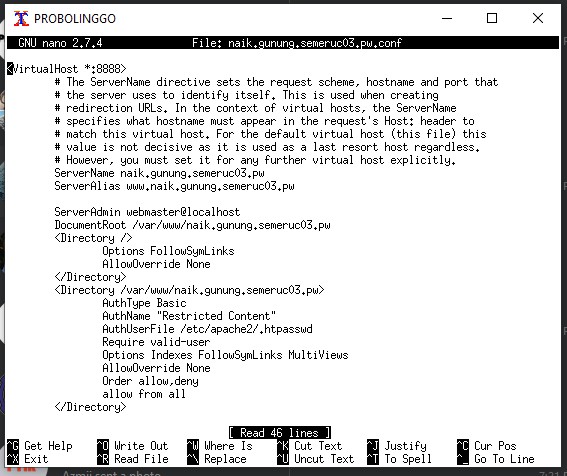 PROBOLINGGO
GNU nano 2.7.4 File: naik.gunung.semeruc03.pw.conf
<VirtualHost *:8888>
# The ServerName directive sets the request scheme, hostname and port that
# the server uses to identify itself. This is used when creating
# redirection URLs. In the context of virtual hosts, the ServerName
# specifies what hostname must appear in the request's Host: header to
# match this virtual host. For the default virtual host (this file) this
# value is not decisive as it is used as a last resort host regardless.
# However, you must set it for any further virtual host explicitly.
ServerName naik.gunung.semeruc03.pw
ServerAlias www.naik.gunung.semeruc03.pw
ServerAdmin webmaster@localhost
DocumentRoot /var/www/naik.gunung.semeruc03.pw
<Directory />
Options FollowSymLinks
AllowOverride None
</Directory>
<Directory /var/www/naik.gunung.semeruc03.pw>
AuthType Basic
AuthName "Restricted Content"
AuthUserFile /etc/apache2/.htpasswd
Require valid-user
Options Indexes FollowSymLinks MultiViews
AllowOverride None
Order allow,deny
allow from all
</Directory>
[ Read 46 lines ]
^G Get Help ^O Write Out ^W Where Is ^K Cut Text ^J Justify ^C Cur Pos
^X Exit ^R Read File ^\ Replace ^U Uncut Text ^T To Spell ^_ Go To Line